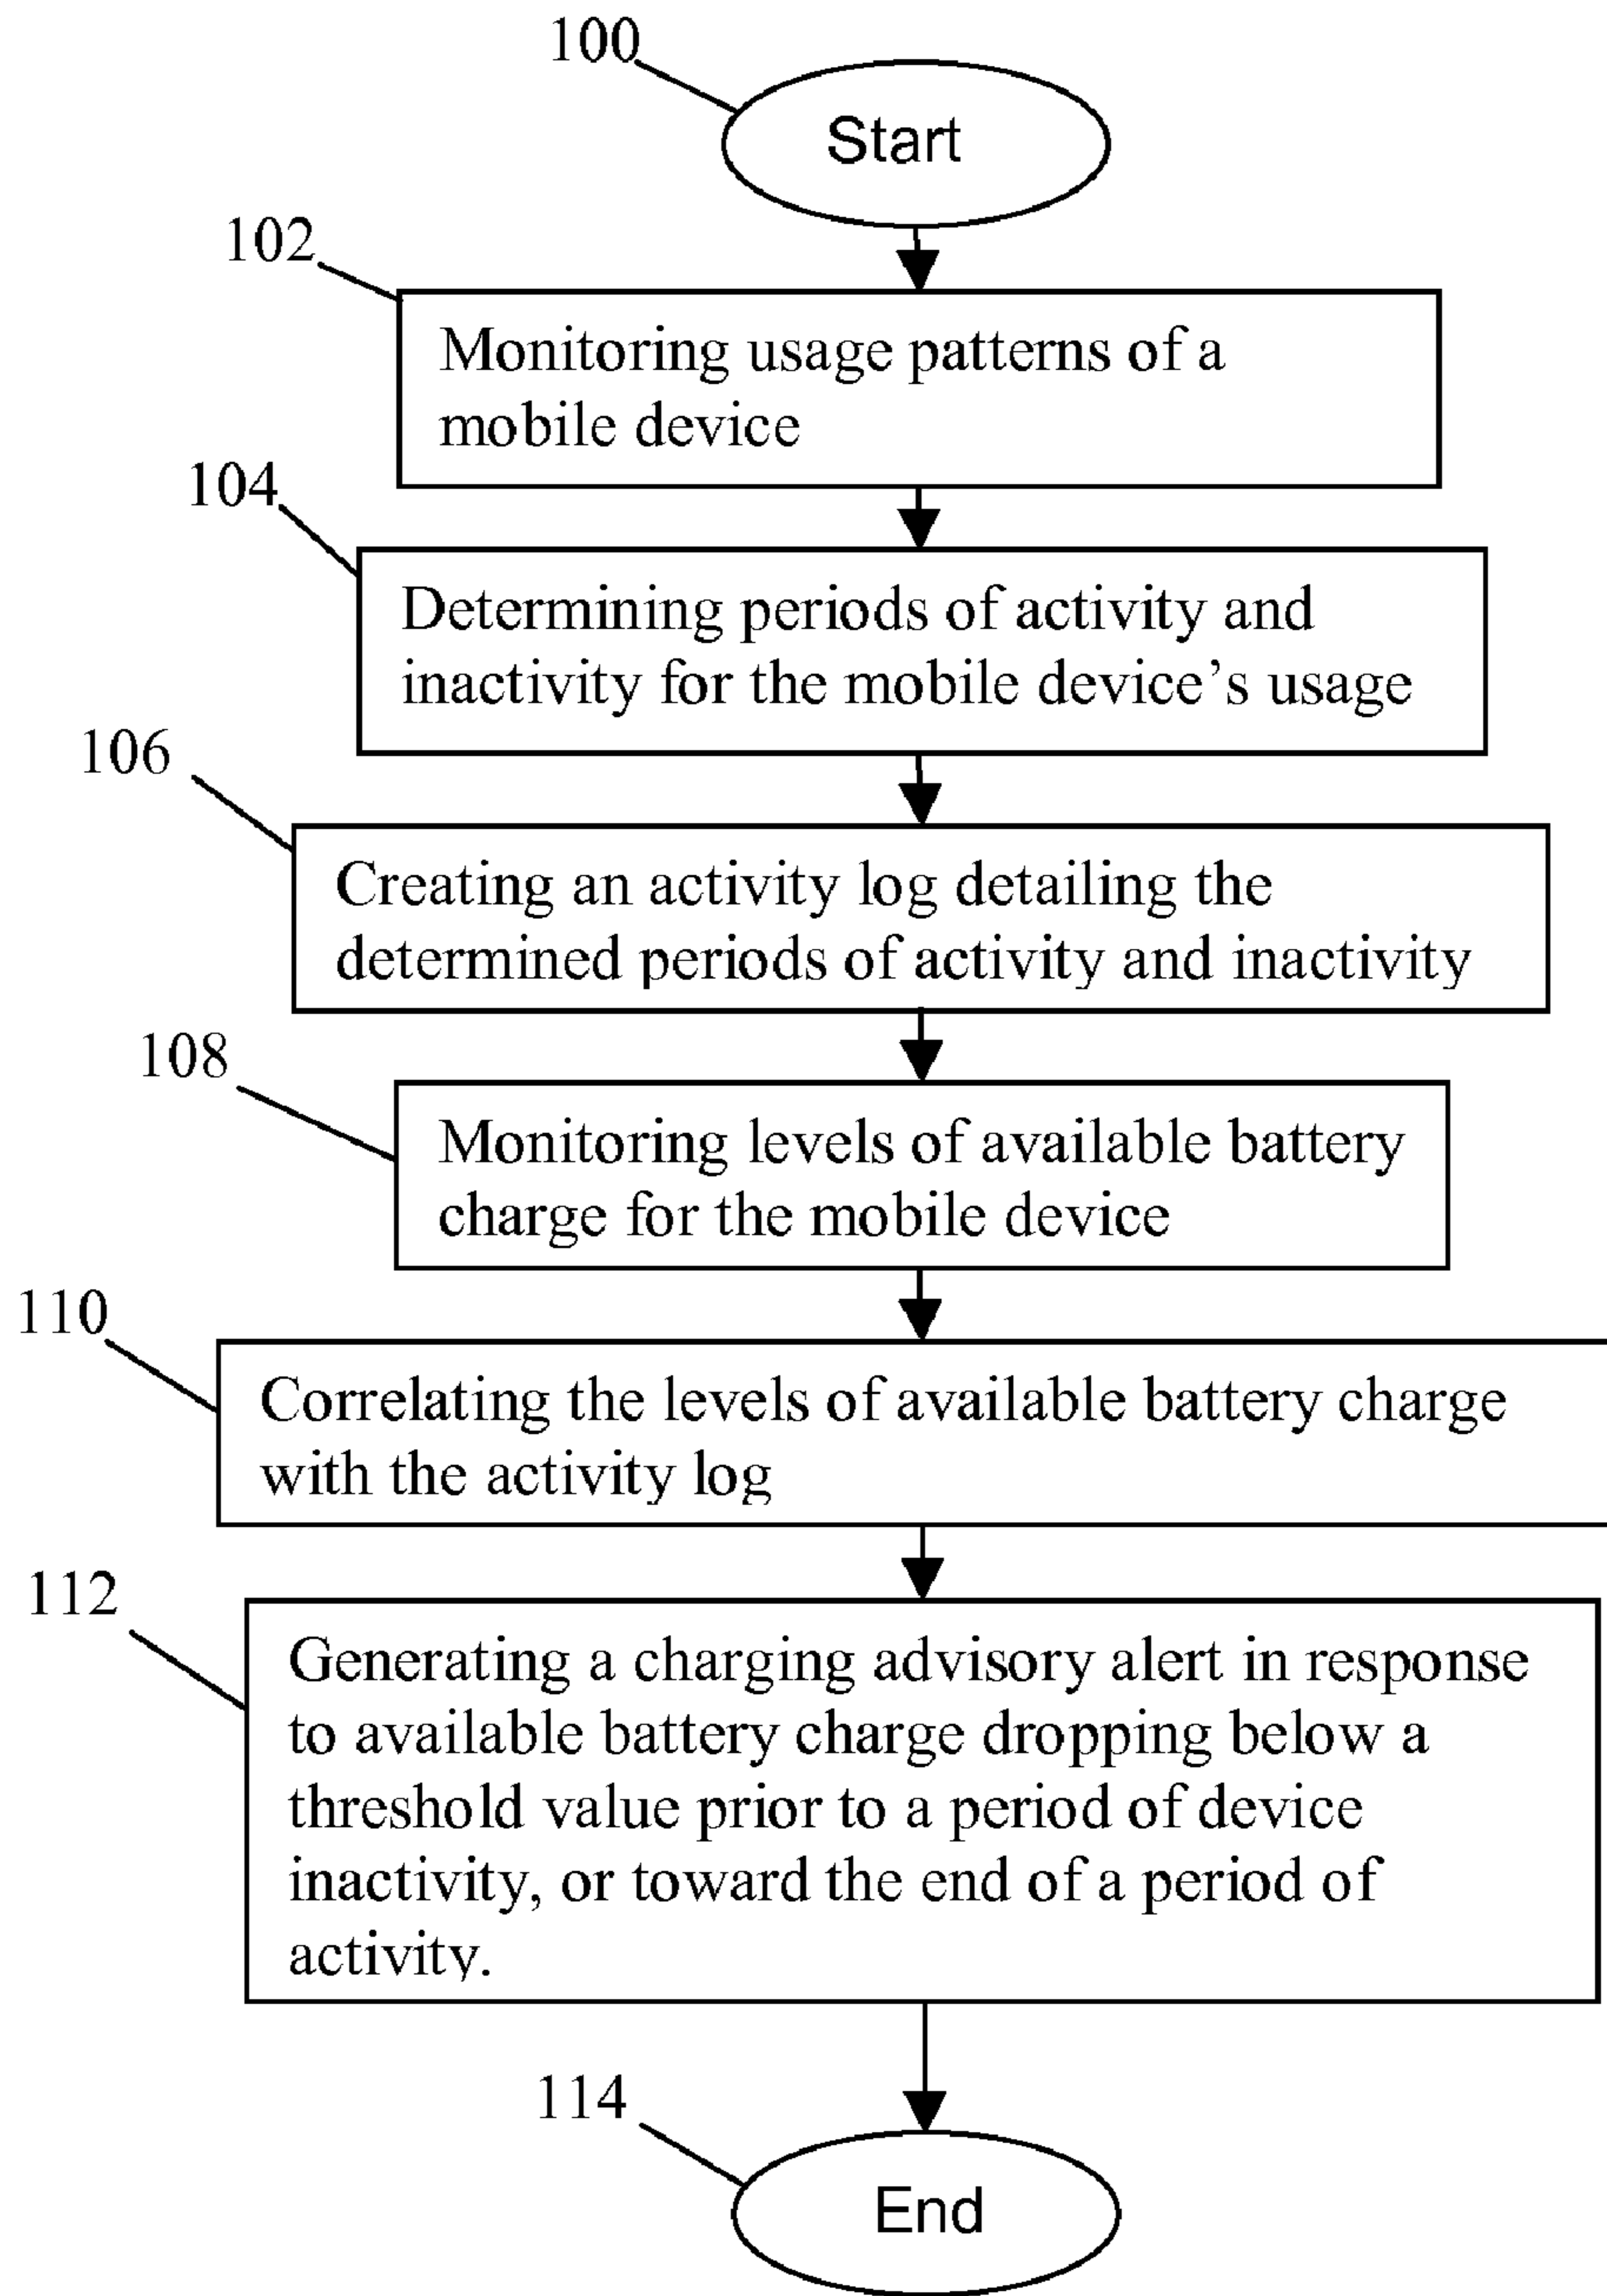 100
Start
102
Monitoring usage patterns of a
mobile device
104
Determining periods of activity and
inactivity for the mobile device’s usage
106
Creating an activity log detailing the
determined periods of activity and inactivity
108
Monitoring levels of available battery
charge for the mobile device
110
Correlating the levels of available battery charge
with the activity log
112
Generating a charging advisory alert in response
to available battery charge dropping below a
threshold value prior to a period of device
inactivity, or toward the end of a period of
activity.
114
End